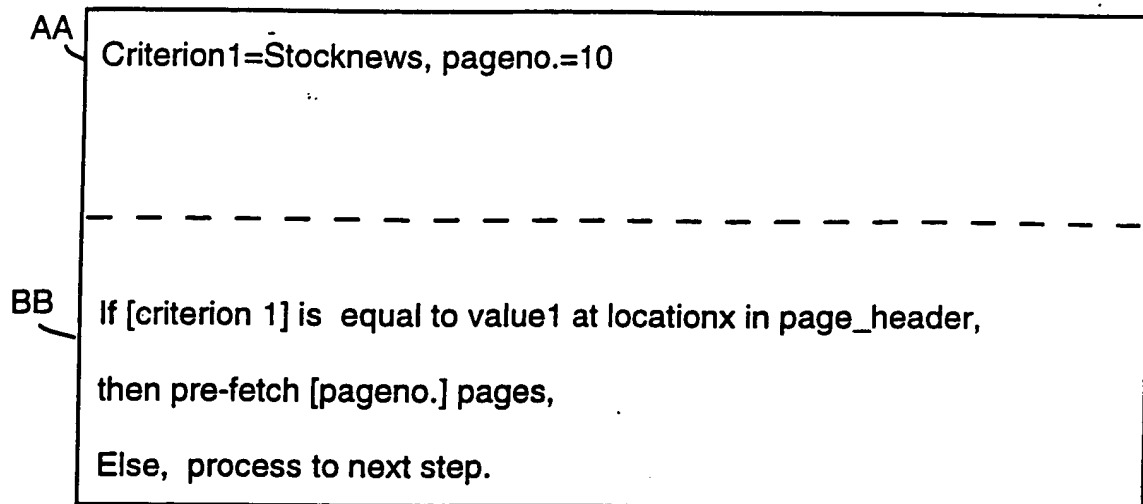 AA
Criterion1=Stocknews, pageno.=10
BB
If [criterion 1] is equal to value1 at locationx in page_header,
then pre-fetch [pageno.] pages,
Else, process to next step.